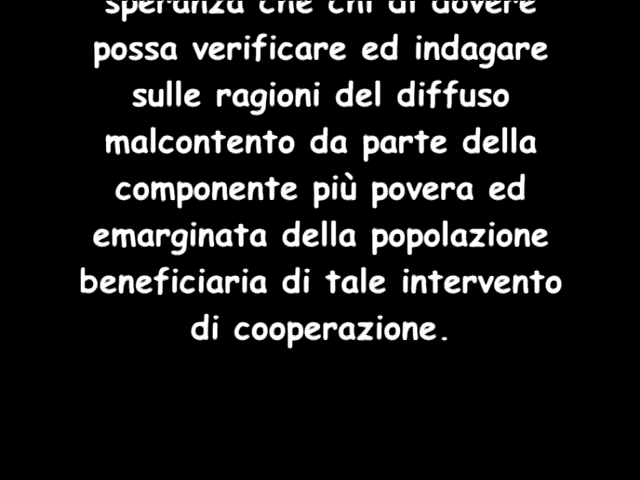 speranza che chi di dovere
possa verificare ed indagare
sulle ragioni del diffuso
malcontento da parte della
componente più povera ed
emarginata della popolazione
beneficiaria di tale intervento
di cooperazione.